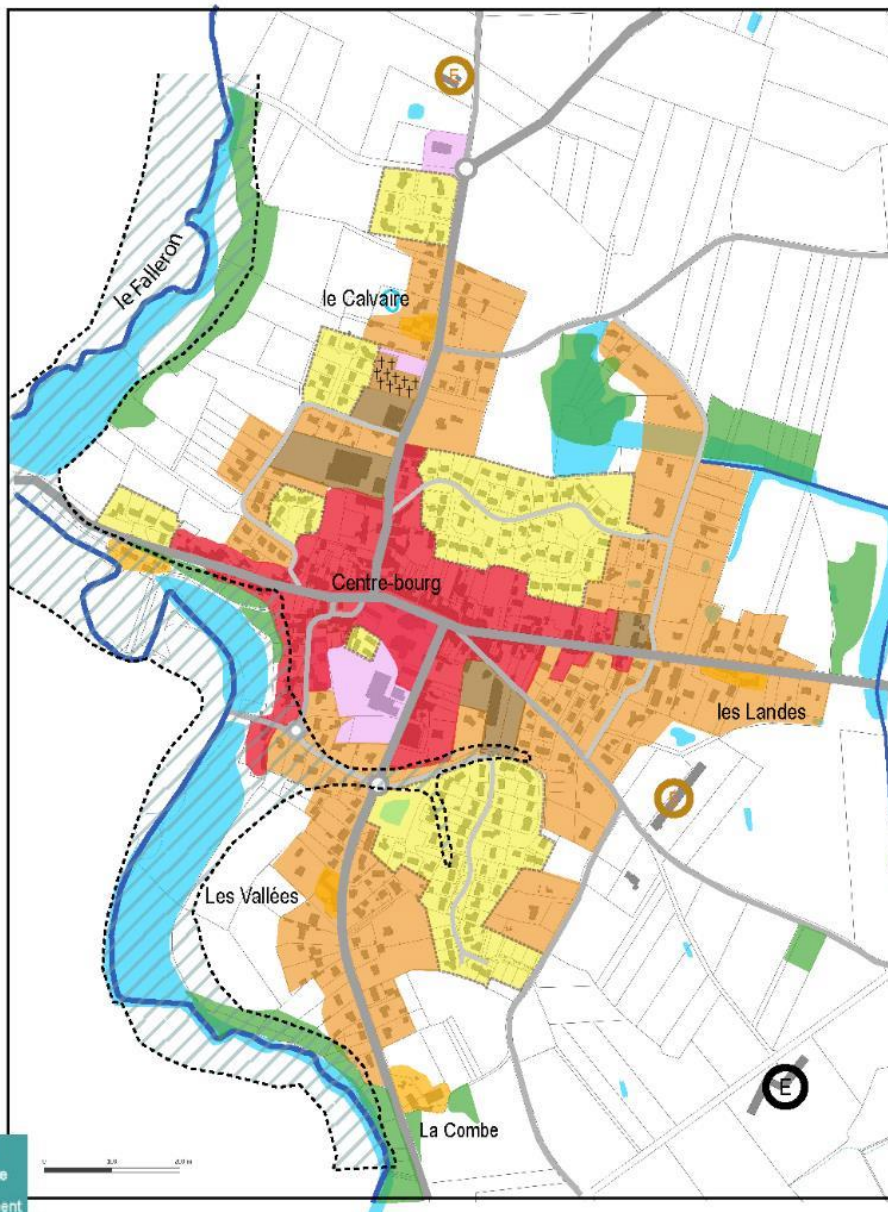 E
le Falleron
le Calvaire
Centre-bourg
les Landes
Les Vallées
E
La Combe